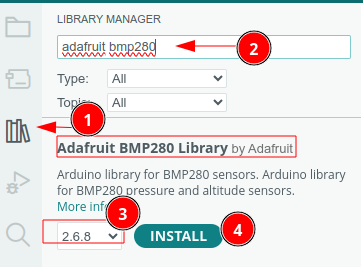 LIBRARY MANAGER
adafruit bmp280
2
Type: All
Topic: All
1
Adafruit BMP280 Library by Adafruit
Arduino library for BMP280 sensors. Arduino library
for BMP280 pressure and altitude sensors.
More info
3
2.6.8
INSTALL
4